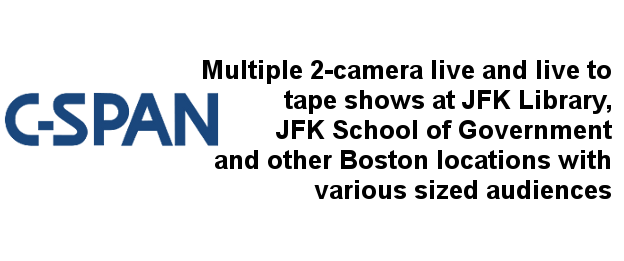 C-SPAN
Multiple 2-camera live and live to
tape shows at JFK Library,
JFK School of Government
and other Boston locations with
various sized audiences